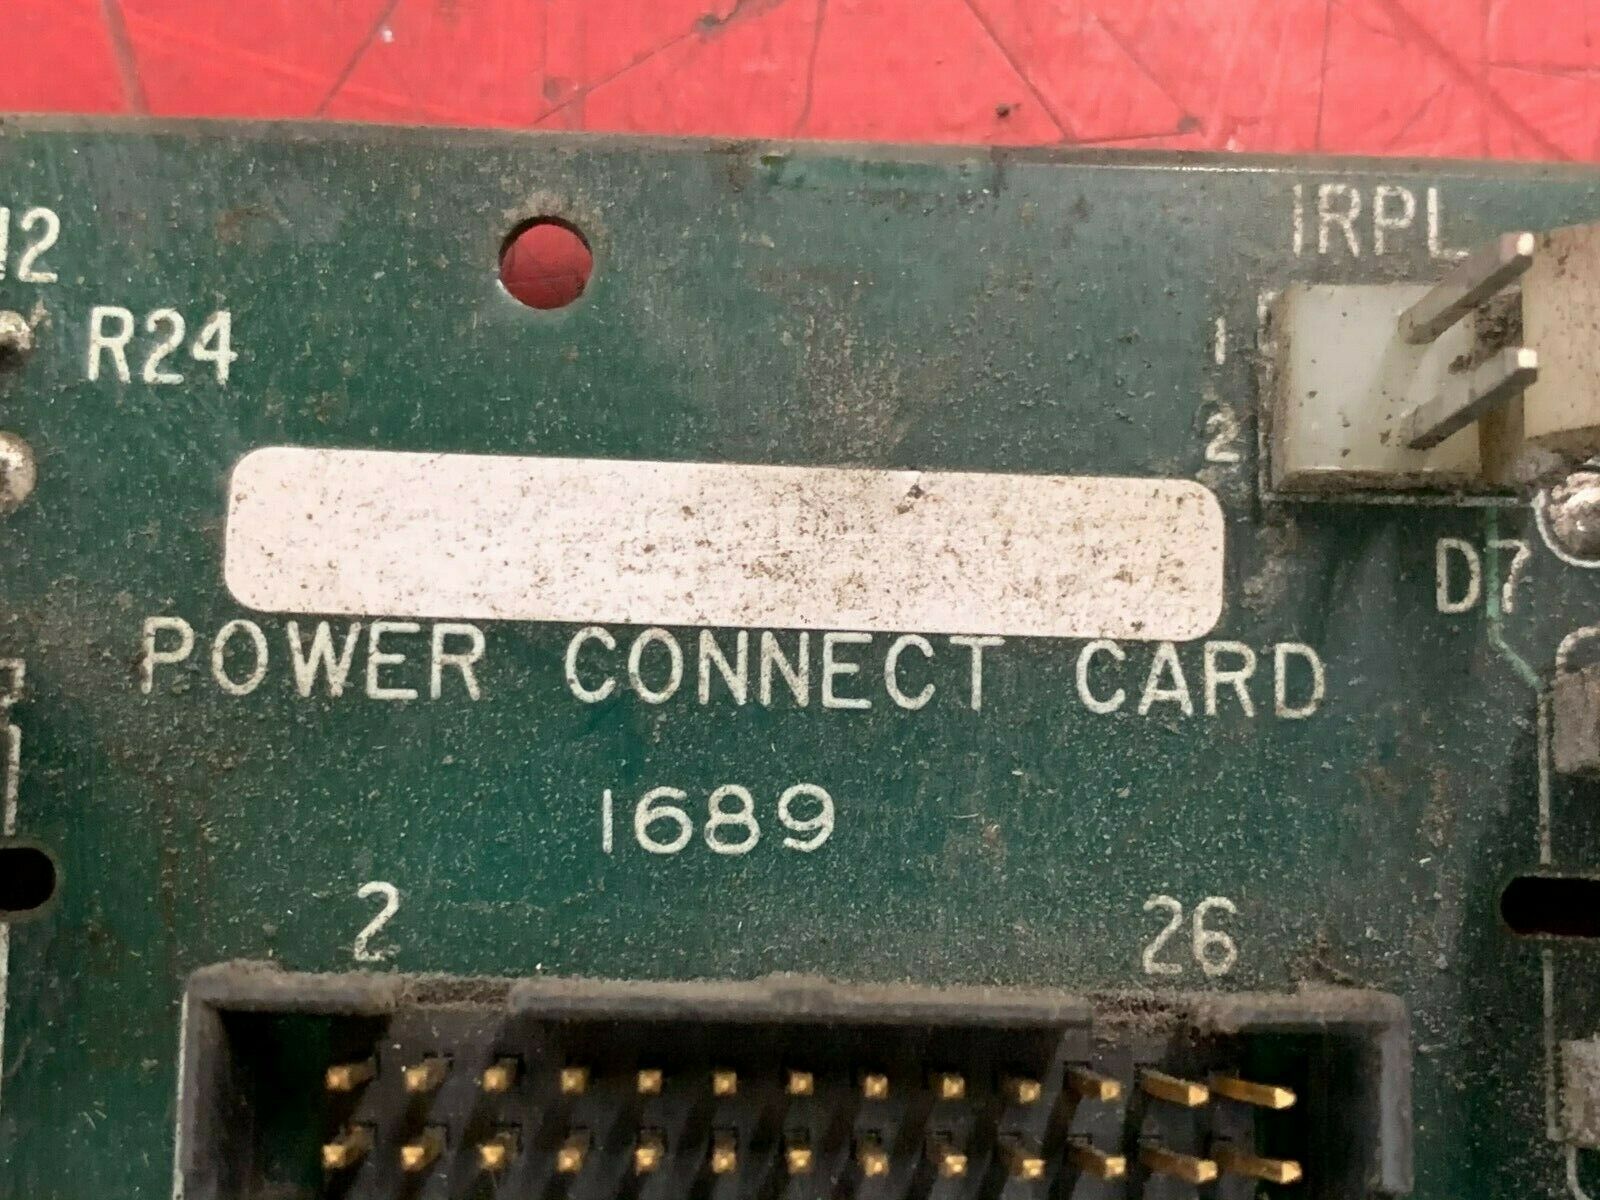 IRPL
R24
1
2
D7
POWER CONNECT CARD
1689
2 26